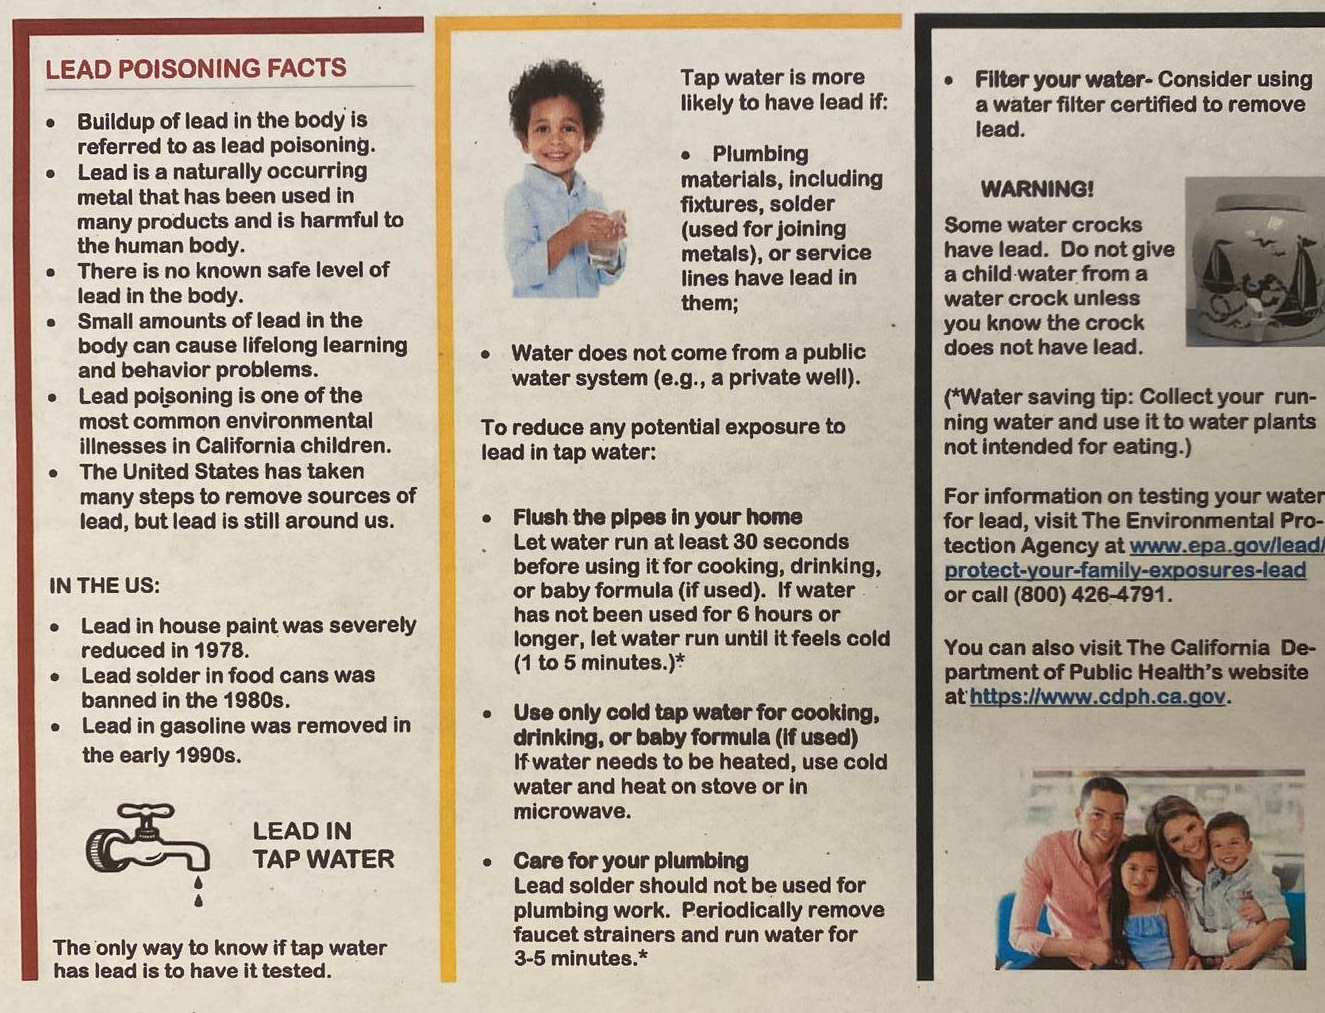 LEAD POISONING FACTS
• Buildup of lead in the body is
referred to as lead poisoning.
• Lead is a naturally occurring
metal that has been used in
many products and is harmful to
the human body.
• There is no known safe level of
lead in the body.
• Small amounts of lead in the
body can cause lifelong learning
and behavior problems.
• Lead poisoning is one of the
most common environmental
illnesses in California children.
• The United States has taken
many steps to remove sources of
lead, but lead is still around us.
IN THE US:
• Lead in house paint was severely
reduced in 1978.
• Lead solder in food cans was
banned in the 1980s.
• Lead in gasoline was removed in
the early 1990s.
LEAD IN
TAP WATER
The only way to know if tap water
has lead is to have it tested.
Tap water is more
likely to have lead if:
• Plumbing
materials, including
fixtures, solder
(used for joining
metals), or service
lines have lead in
them;
• Water does not come from a public
water system (e.g., a private well).
To reduce any potential exposure to
lead in tap water:
• Flush the pipes in your home
Let water run at least 30 seconds
before using it for cooking, drinking,
or baby formula (if used). If water
has not been used for 6 hours or
longer, let water run until it feels cold
(1 to 5 minutes.)*
• Use only cold tap water for cooking,
drinking, or baby formula (if used)
If water needs to be heated, use cold
water and heat on stove or in
microwave.
• Care for your plumbing
Lead solder should not be used for
plumbing work. Periodically remove
faucet strainers and run water for
3-5 minutes.*
• Filter your water- Consider using
a water filter certified to remove
lead.
WARNING!
Some water crocks
have lead. Do not give
a child water from a
water crock unless
you know the crock
does not have lead.
(*Water saving tip: Collect your run-
ning water and use it to water plants
not intended for eating.)
For information on testing your water
for lead, visit The Environmental Pro-
tection Agency at www.epa.gov/lead/
protect-your-family-exposures-lead
or call (800) 426-4791.
You can also visit The California De-
partment of Public Health's website
at https://www.cdph.ca.gov.